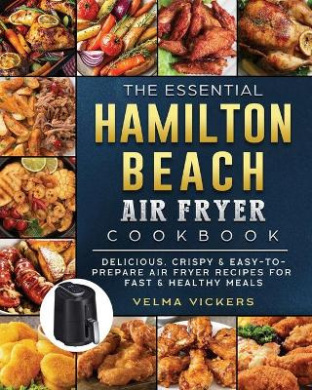 THE ESSENTIAL
HAMILTON
BEACH
AIR FRYER
COOKBOOK
DELICIOUS, CRISPY & EASY-TO-
PREPARE AIR FRYER RECIPES FOR
FAST & HEALTHY MEALS
VELMA VICKERS